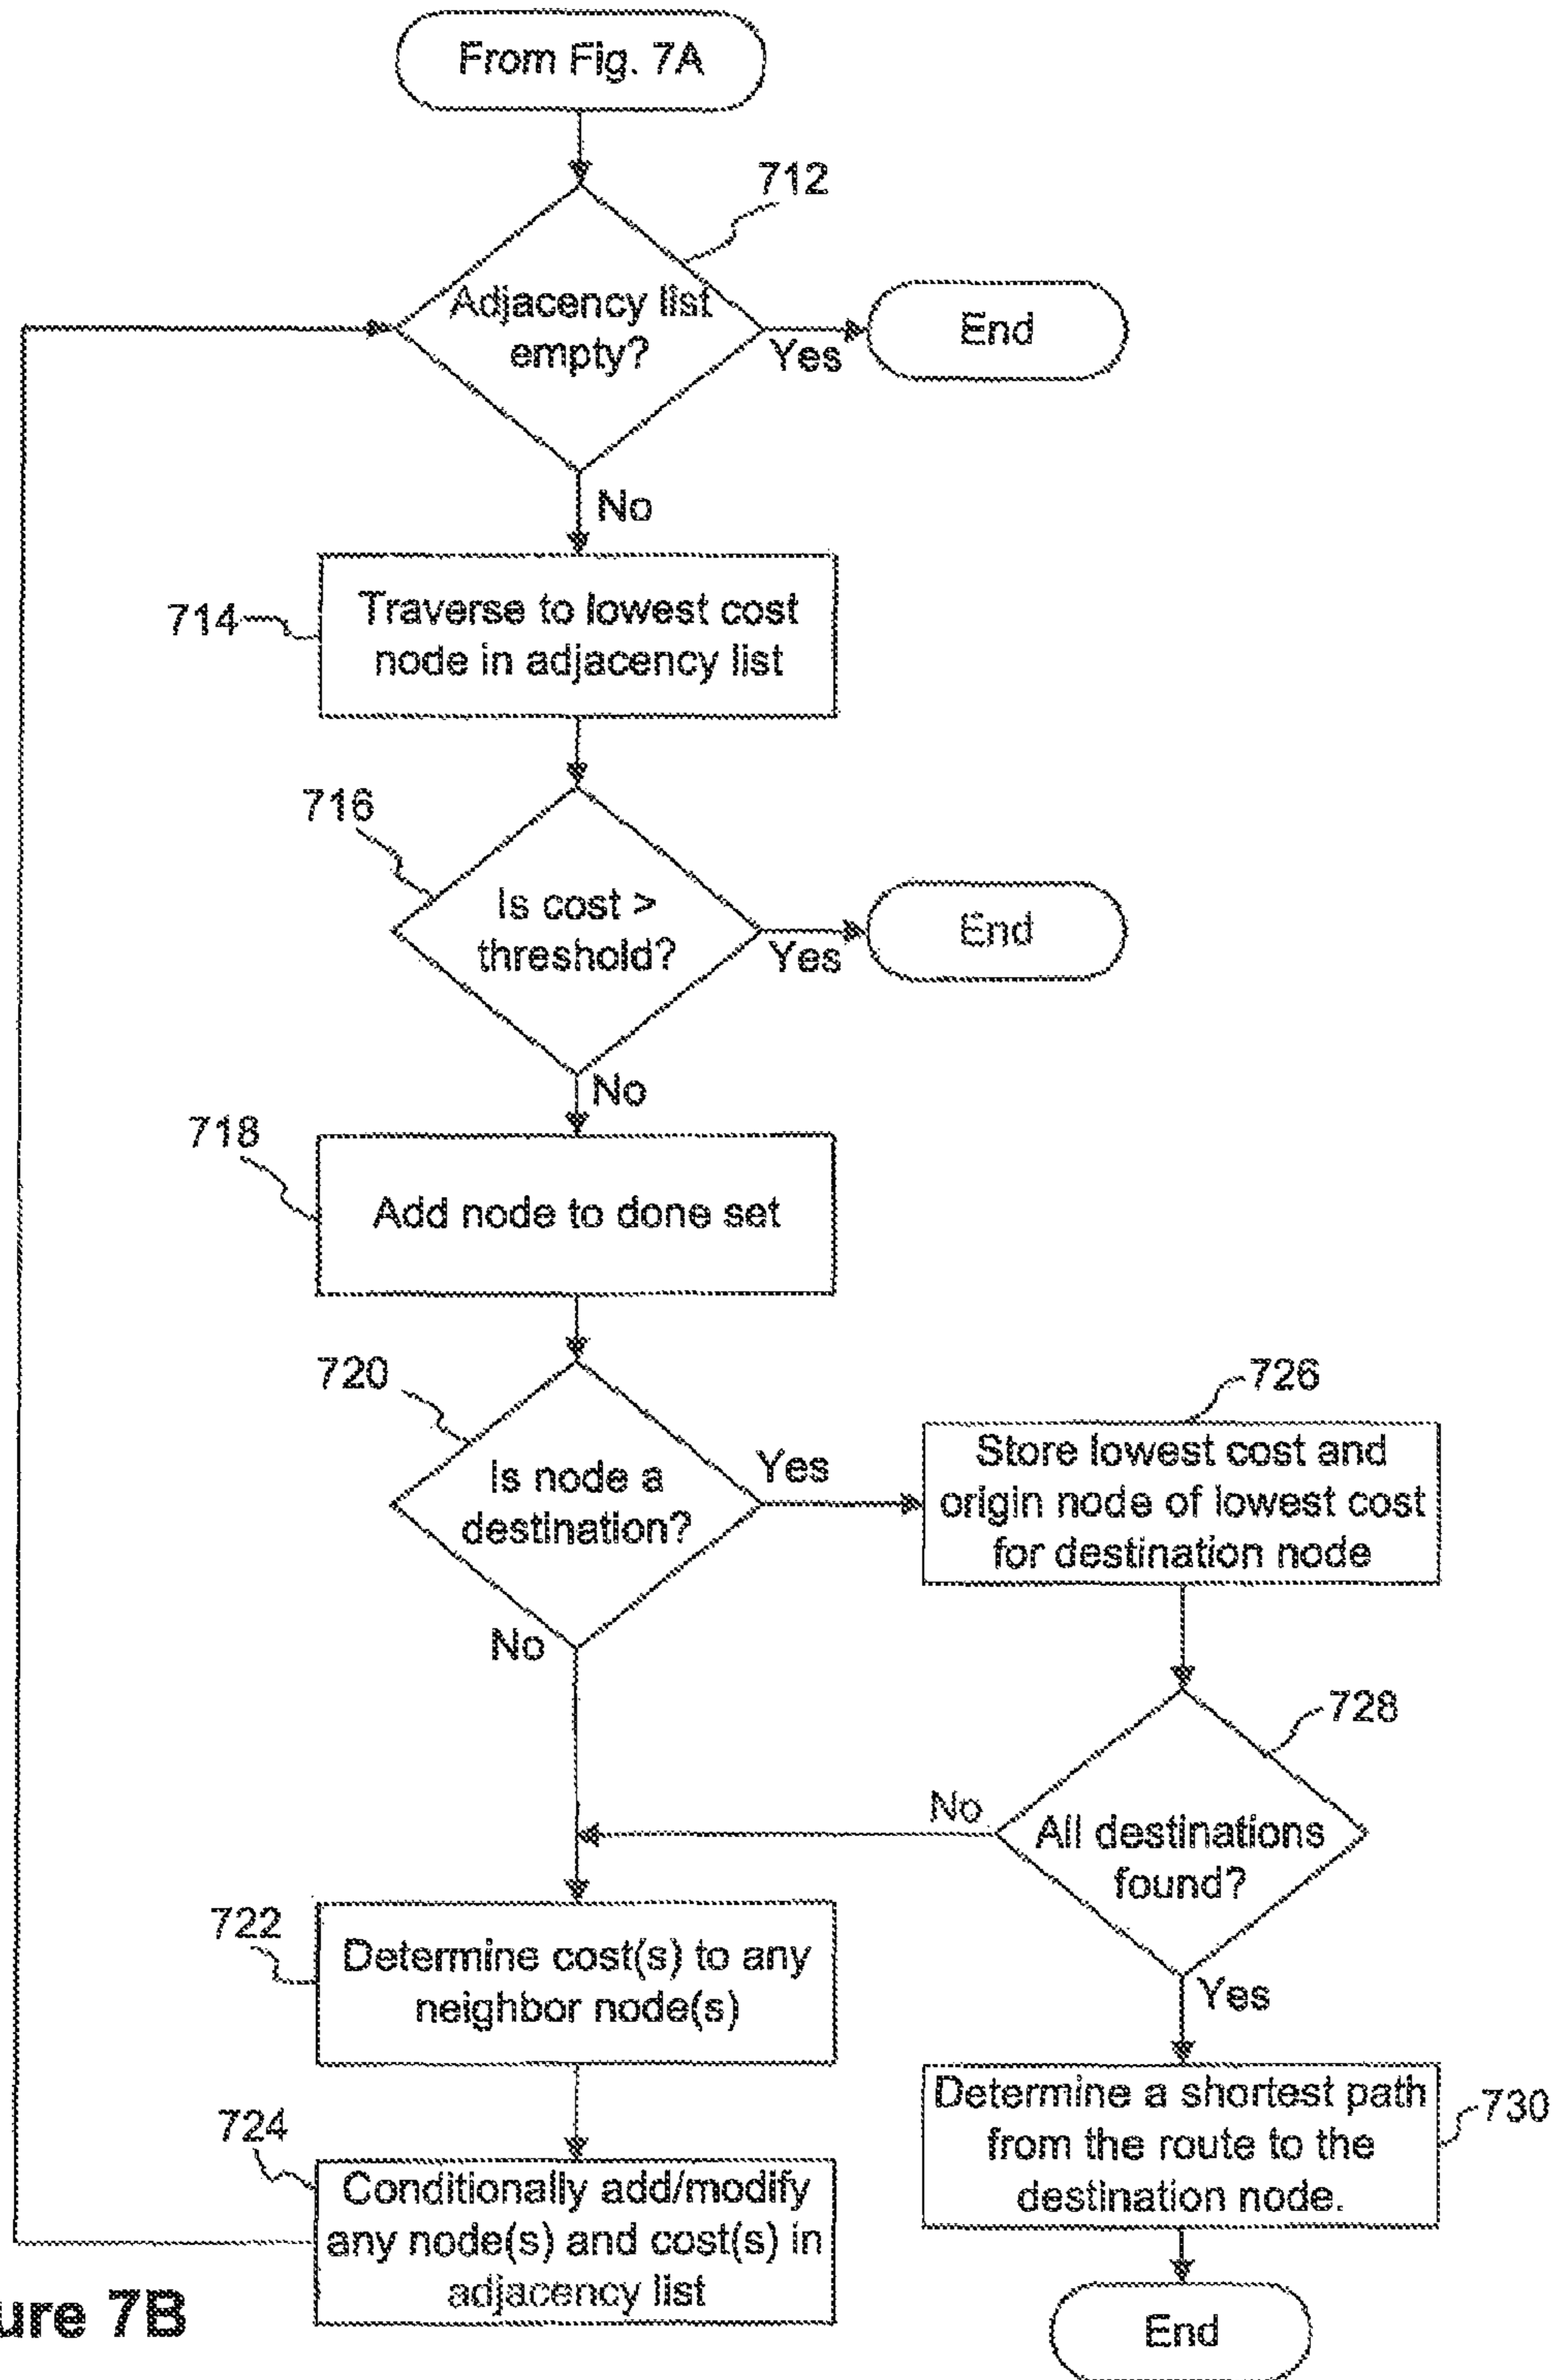 From Fig. 7A
712
Adjacency list
empty?
Yes
End
No
714
Traverse to lowest cost
node in adjacency list
716
Is cost >
threshold?
Yes
End
No
718
Add node to done set
720
Is node a
destination?
Yes
No
726
Store lowest cost and
origin node of lowest cost
for destination node
728
All destinations
found?
No
Yes
722
Determine cost(s) to any
neighbor node(s)
730
Determine a shortest path
from the route to the
destination node.
724
Conditionally add/modify
any node(s) and cost(s) in
adjacency list
End
ure 7B